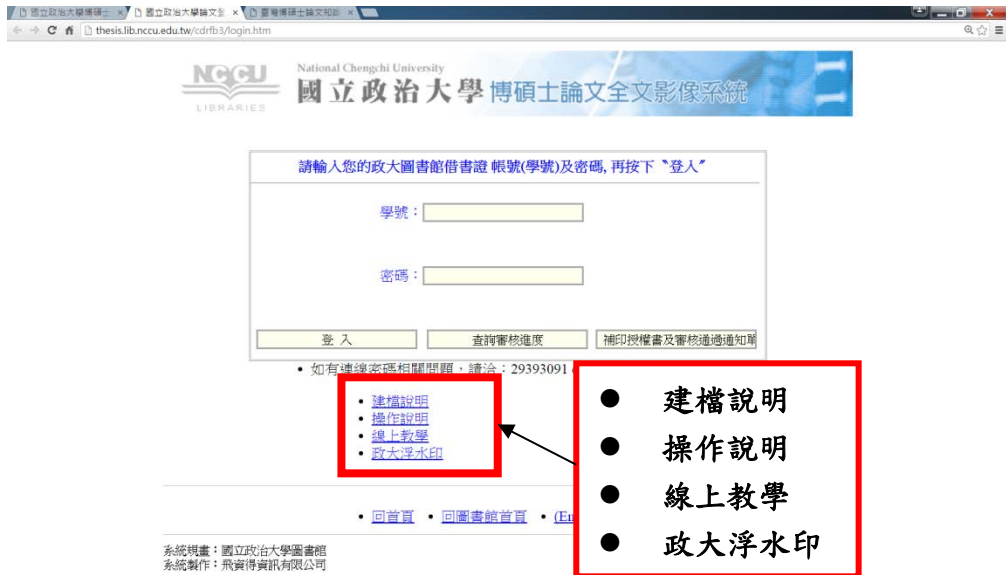 國立政治大學博碩士
國立政治大學論文全
臺灣博碩士論文知識
thesis.lib.nccu.edu.tw/cdrfb3/login.htm
NCCU
LIBRARIES
National Chengchi University
國立政治大學 博碩士論文全文影像系統
請輸入您的政大圖書館借書證 帳號(學號)及密碼, 再按下〝登入〞
學號：
密碼：
登 入
查詢審核進度
補印授權書及審核通過通知單
• 如有連線密碼相關問題，請洽：29393091
• 建檔說明
• 操作說明
• 線上教學
• 政大浮水印
● 建檔說明
● 操作說明
● 線上教學
● 政大浮水印
• 回首頁 • 回圖書館首頁 • (En
系統規畫：國立政治大學圖書館
系統製作：飛資得資訊有限公司